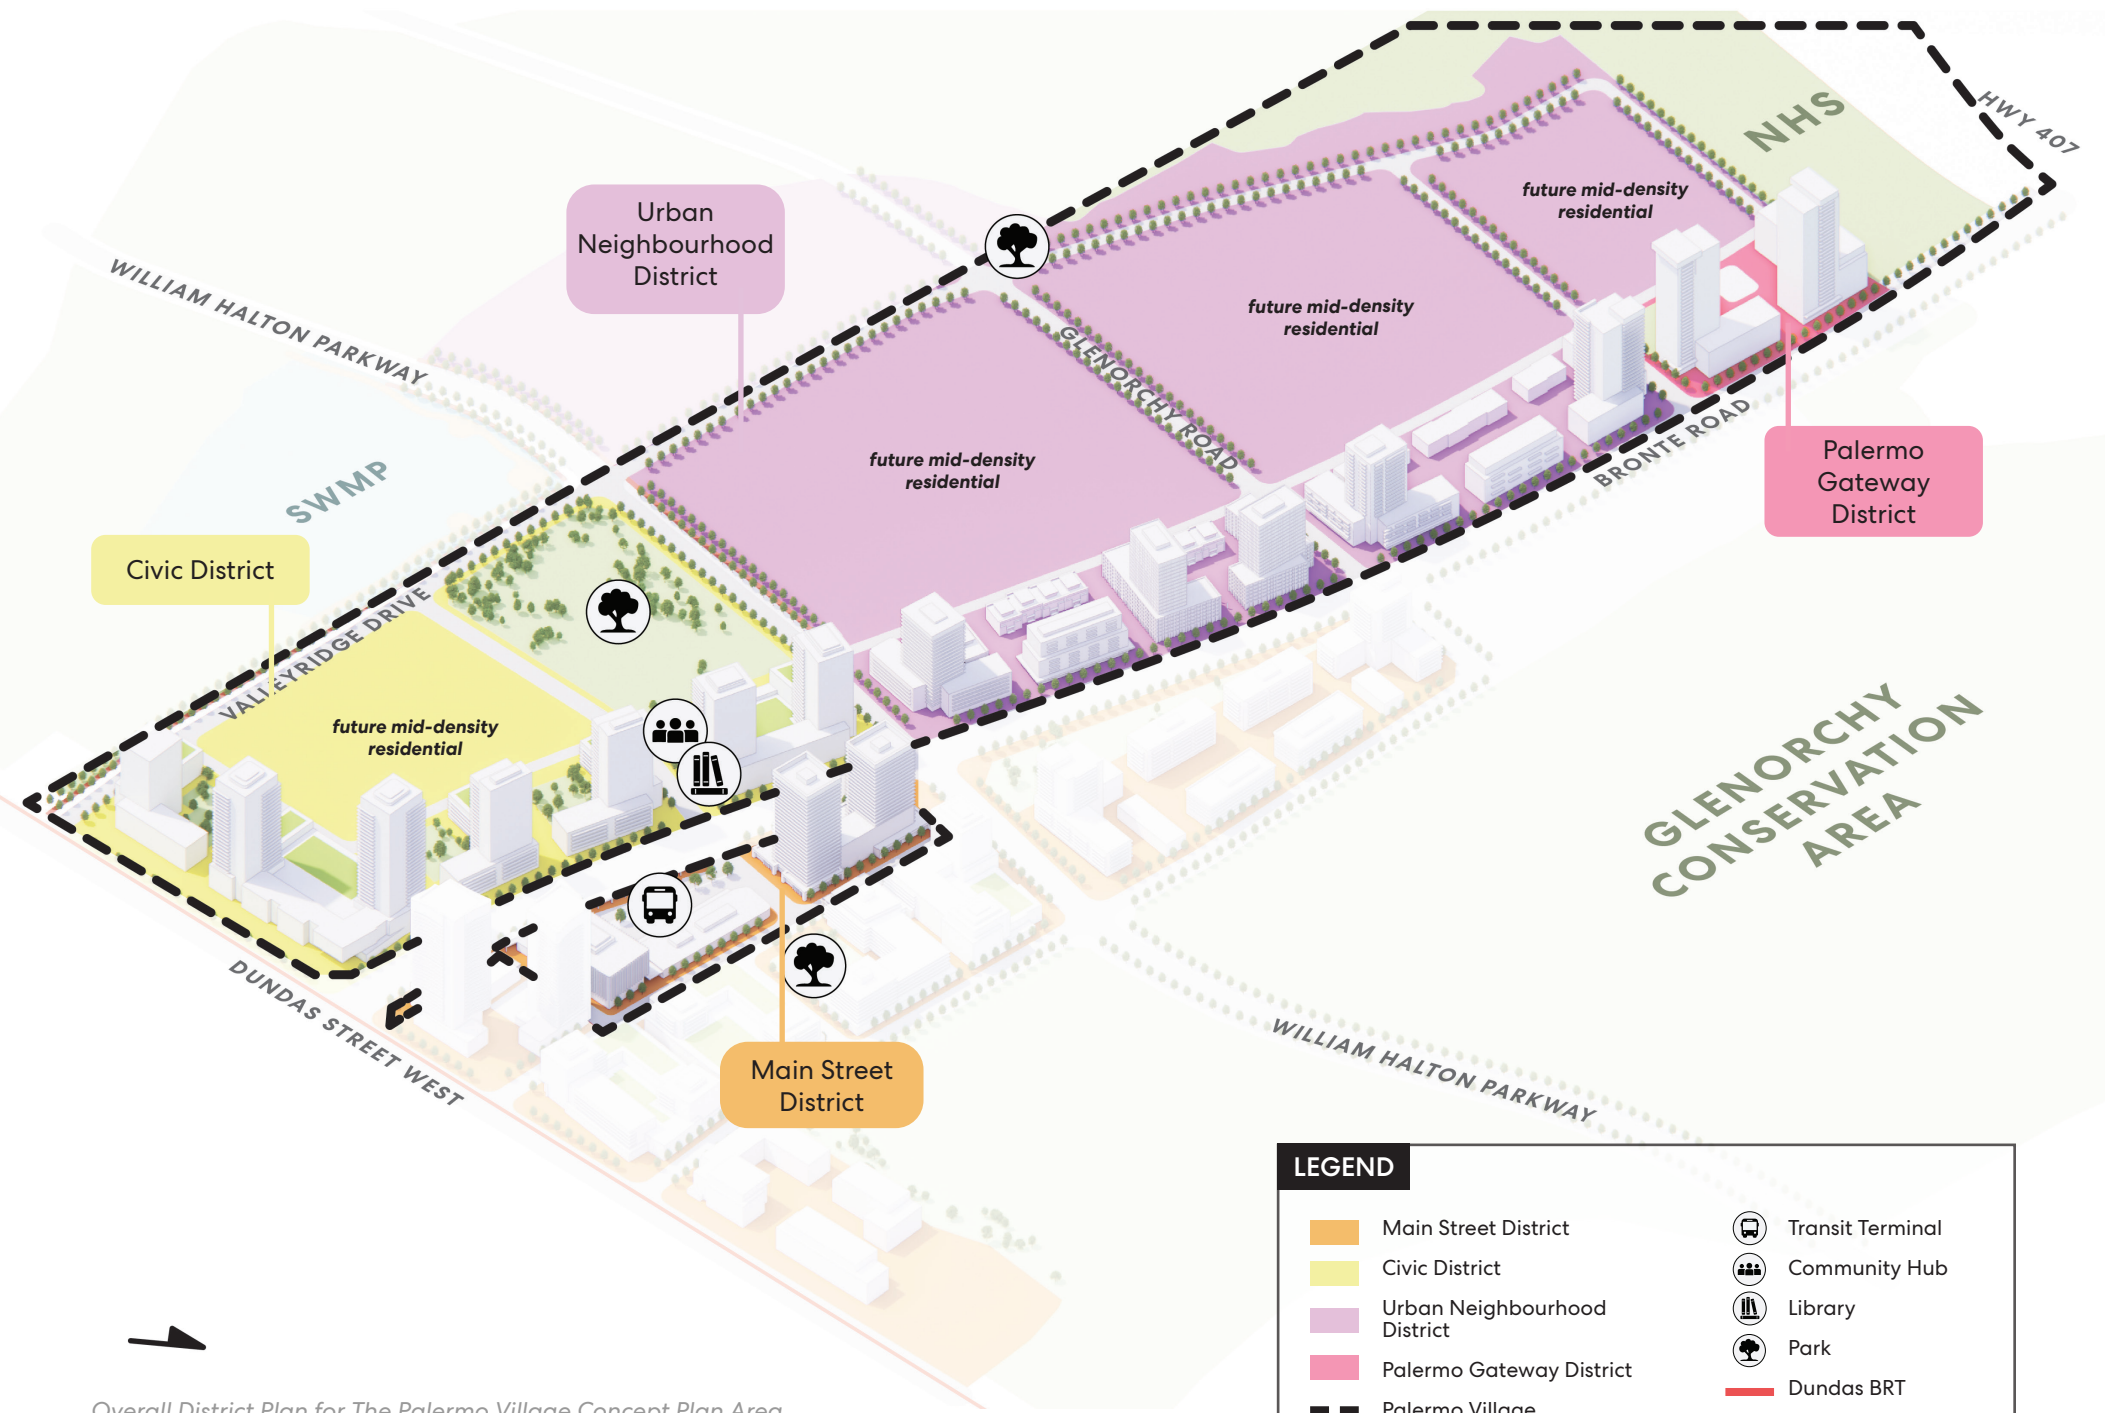 HWY 407
NHS
Urban
Neighbourhood
District
future mid-density
residential
WILLIAM HALTON PARKWAY
future mid-density
residential
GLENORCHY ROAD
BRONTE ROAD
future mid-density
residential
Palermo
Gateway
District
SWMP
Civic District
VALLEYRIDGE DRIVE
future mid-density
residential
GLENORCHY
CONSERVATION
AREA
DUNDAS STREET WEST
Main Street
District
WILLIAM HALTON PARKWAY
LEGEND
Main Street District
Civic District
Urban Neighbourhood
District
Palermo Gateway District
Palermo Village
Transit Terminal
Community Hub
Library
Park
Dundas BRT
Overall District Plan for The Palermo Village Concept Plan Area